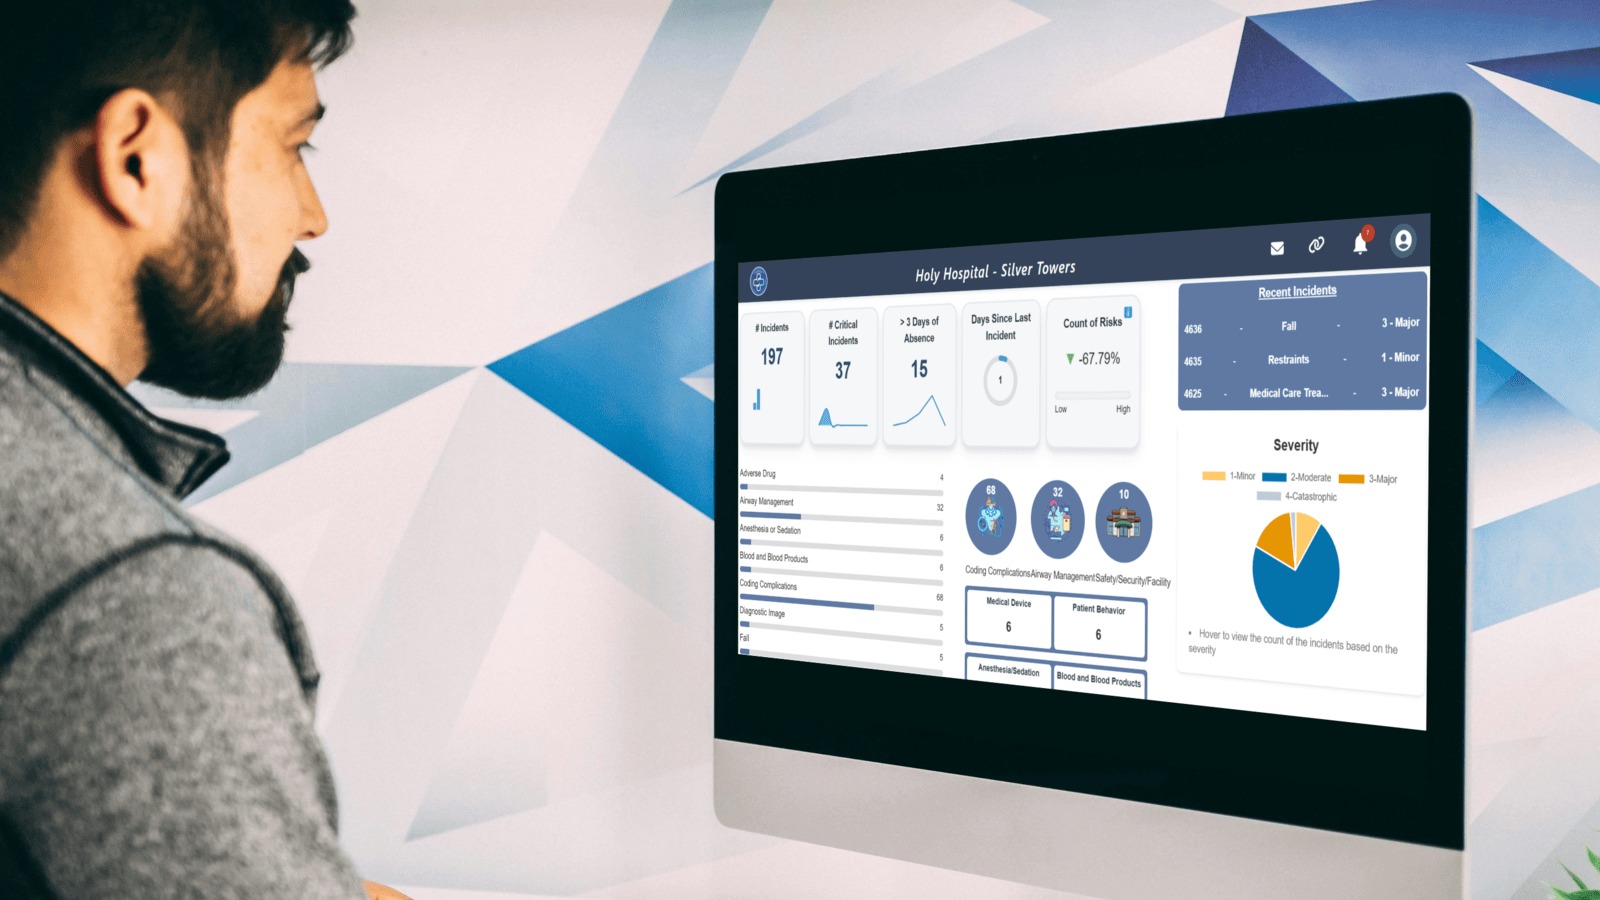 Holy Hospital - Silver Towers
7
# Incidents
197
# Critical
Incidents
37
> 3 Days of
Absence
15
Days Since Last
Incident
1
Count of Risks
-67.79%
Low High
Recent Incidents
4636 - Fall - 3 - Major
4635 - Restraints - 1 - Minor
4625 - Medical Care Trea... - 3 - Major
Adverse Drug 4
Airway Management 32
Anesthesia or Sedation 6
Blood and Blood Products 6
Coding Complications 68
Diagnostic Image 5
Fall 5
68
32
10
Coding Complications
Airway Management
Safety/Security/Facility
Medical Device
6
Patient Behavior
6
Anesthesia/Sedation
Blood and Blood Products
Severity
1-Minor 2-Moderate 3-Major
4-Catastrophic
• Hover to view the count of the incidents based on the
severity